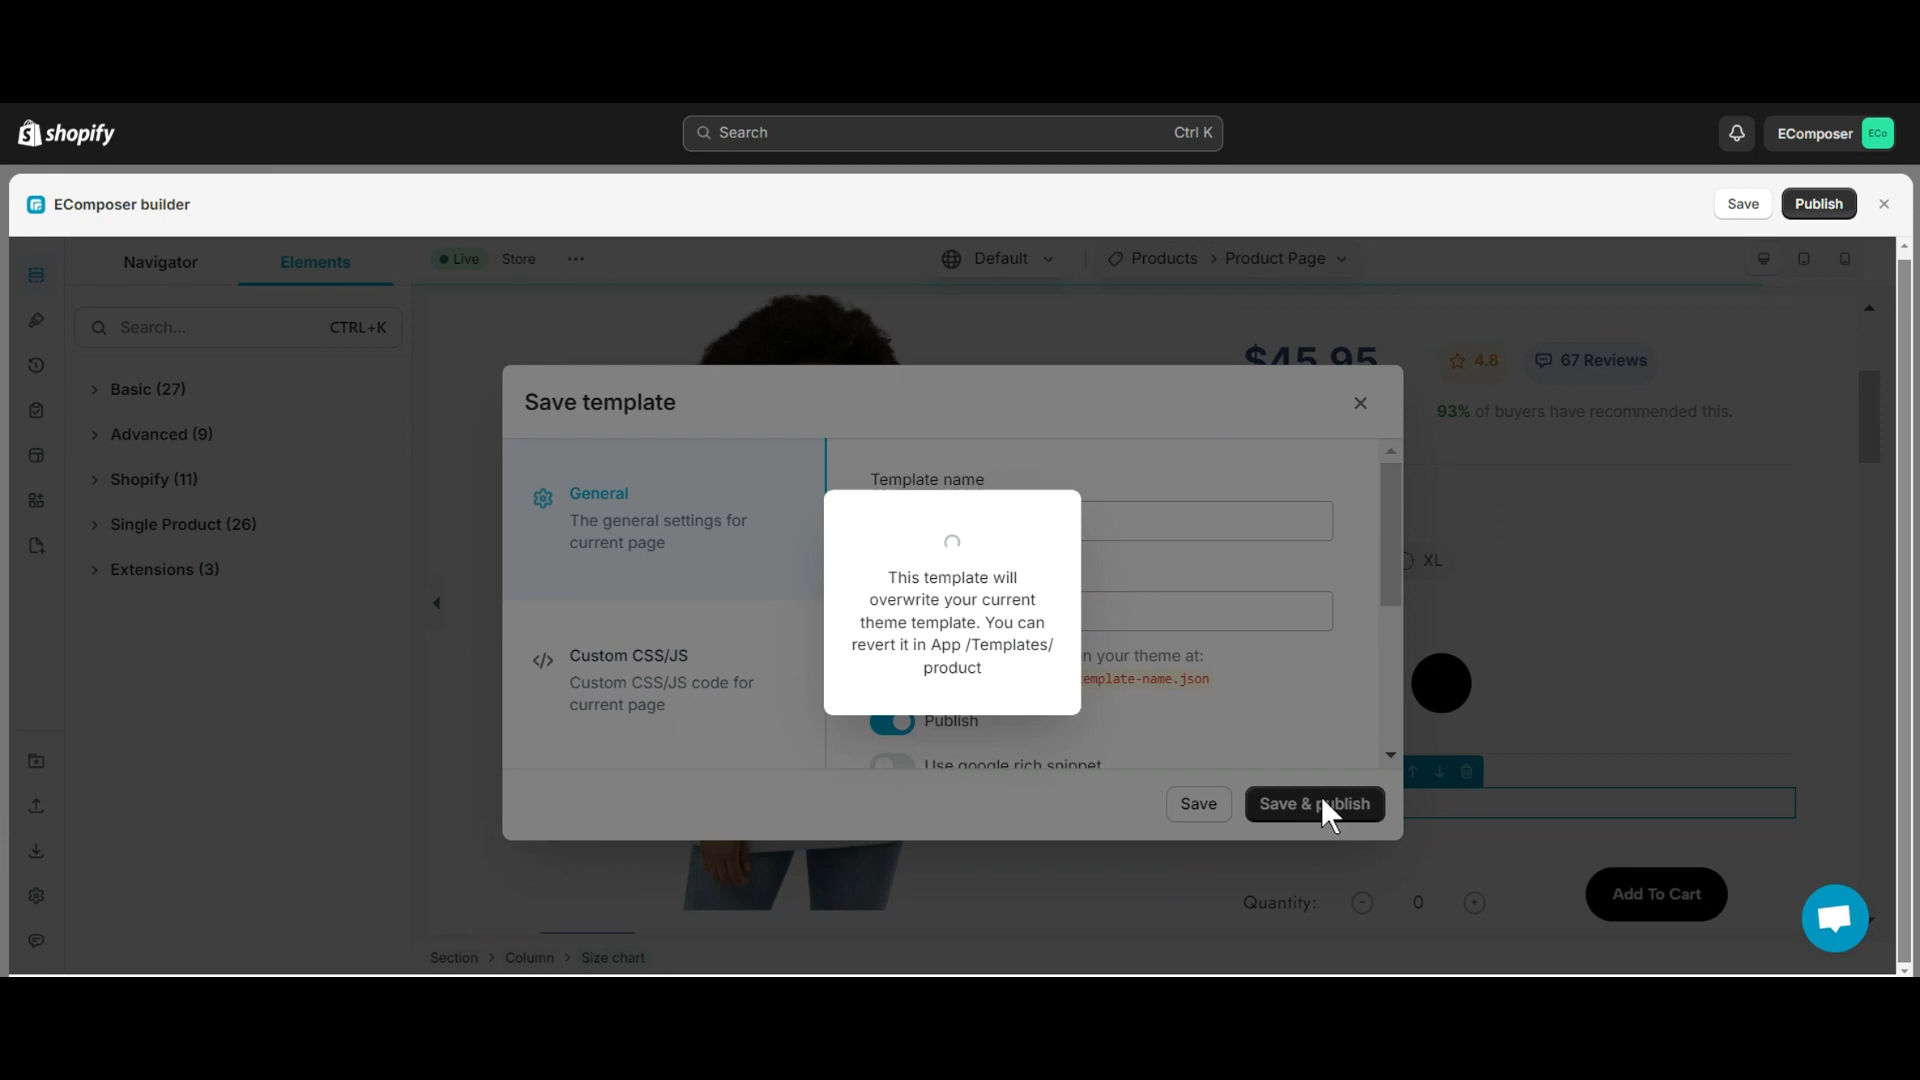 shopify
Search
Ctrl K
EComposer
ECo
EComposer builder
Save
Publish
Navigator
Elements
Live
Store
Default
Products
Product Page
Search...
CTRL+K
Basic (27)
Advanced (9)
Shopify (11)
Single Product (26)
Extensions (3)
$45.95
4.8
67 Reviews
93% of buyers have recommended this.
Save template
General
The general settings for
current page
Custom CSS/JS
Custom CSS/JS code for
current page
Template name
This template will
overwrite your current
theme template. You can
revert it in App /Templates/
product
n your theme at:
template-name.json
Publish
Use google rich snippet
Save
Save & publish
XL
Quantity:
0
Add To Cart
Section > Column > Size chart